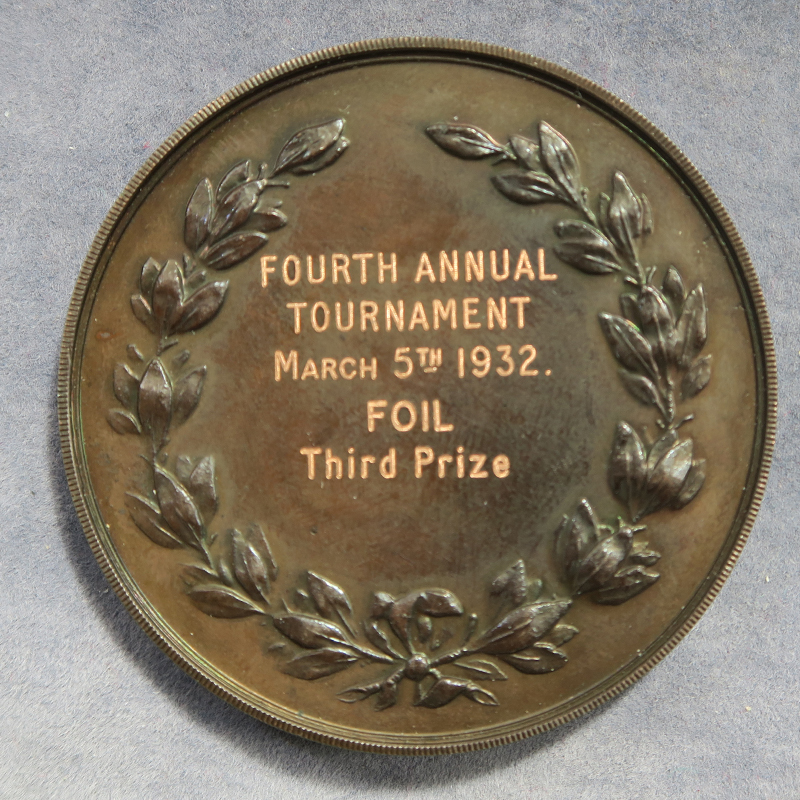 FOURTH ANNUAL
TOURNAMENT
MARCH 5TH 1932.
FOIL
Third Prize